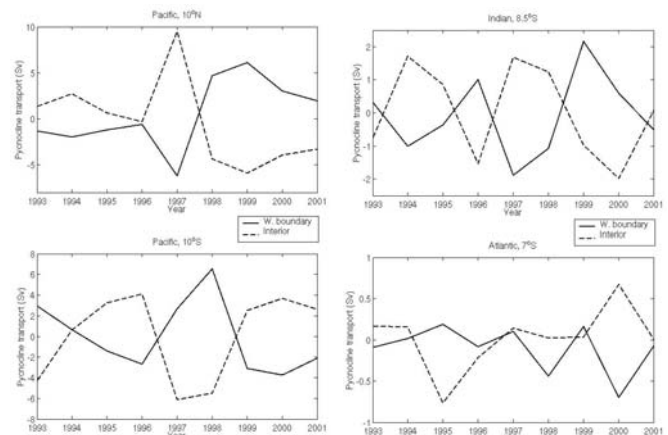 Pacific, 10°N
Pycnocline transport (Sv)
10
5
0
-5
1993 1994 1995 1996 1997 1998 1999 2000 2001
Year
W. boundary
Interior
Indian, 8.5°S
Pycnocline transport (Sv)
2
1
0
-1
-2
1993 1994 1995 1996 1997 1998 1999 2000 2001
Year
W. boundary
Interior
Pacific, 10°S
Pycnocline transport (Sv)
8
6
4
2
0
-2
-4
-6
-8
1993 1994 1995 1996 1997 1998 1999 2000 2001
Year
Atlantic, 7°S
Pycnocline transport (Sv)
1
0.5
0
-0.5
-1
1993 1994 1995 1996 1997 1998 1999 2000 2001
Year